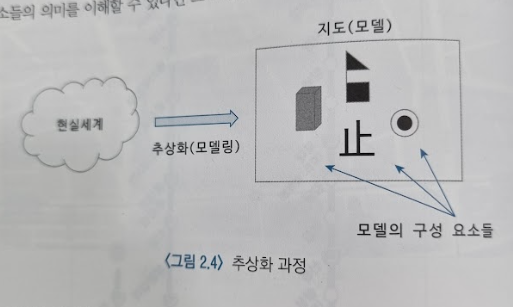 소들의 의미를 이해할 수 있다면
지도(모델)
현실세계
추상화(모델링)
止
모델의 구성 요소들
〈그림 2.4〉 추상화 과정